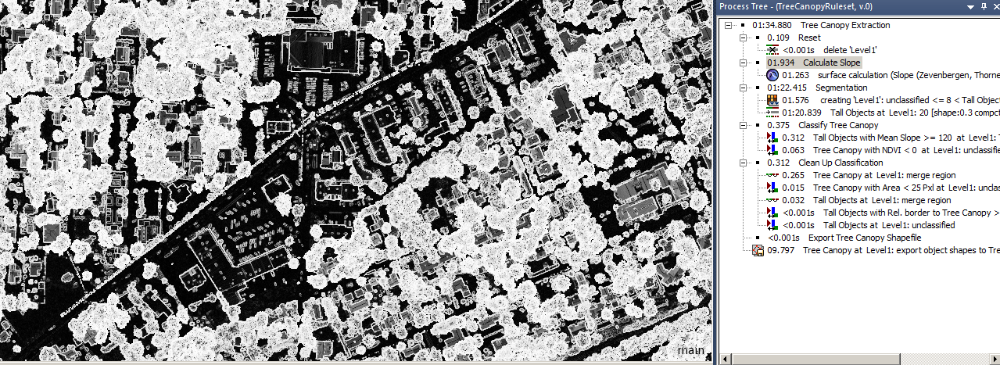 Process Tree - (TreeCanopyRuleset, v.0)
01:34.880 Tree Canopy Extraction
0.109 Reset
<0.001s delete 'Level1'
01.934 Calculate Slope
01.263 surface calculation (Slope (Zevenbergen, Thorne
01:22.415 Segmentation
01.576 creating 'Level1': unclassified <= 8 < Tall Objec
01:20.839 Tall Objects at Level1: 20 [shape:0.3 compct
0.375 Classify Tree Canopy
0.312 Tall Objects with Mean Slope >= 120 at Level1: T
0.063 Tree Canopy with NDVI < 0 at Level1: unclassifie
0.312 Clean Up Classification
0.265 Tree Canopy at Level1: merge region
0.015 Tree Canopy with Area < 25 Pxl at Level1: uncla
0.032 Tall Objects at Level1: merge region
<0.001s Tall Objects with Rel. border to Tree Canopy >
<0.001s Tall Objects at Level1: unclassified
<0.001s Export Tree Canopy Shapefile
09.797 Tree Canopy at Level1: export object shapes to Tre
main